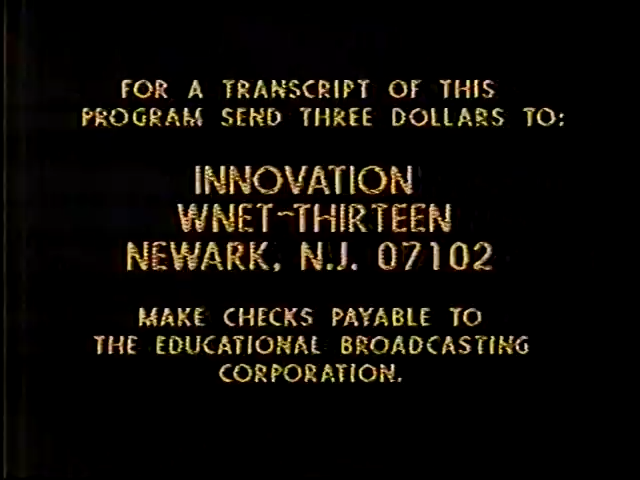 FOR A TRANSCRIPT OF THIS
PROGRAM SEND THREE DOLLARS TO:
INNOVATION
WNET-THIRTEEN
NEWARK, N.J. 07102
MAKE CHECKS PAYABLE TO
THE EDUCATIONAL BROADCASTING
CORPORATION.